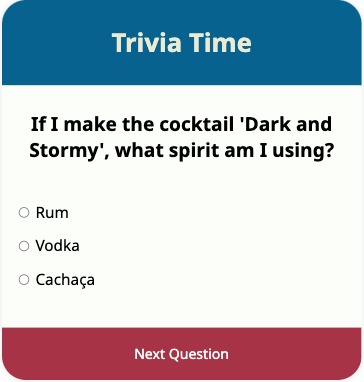 Trivia Time
If I make the cocktail 'Dark and
Stormy', what spirit am I using?
Rum
Vodka
Cachaça
Next Question